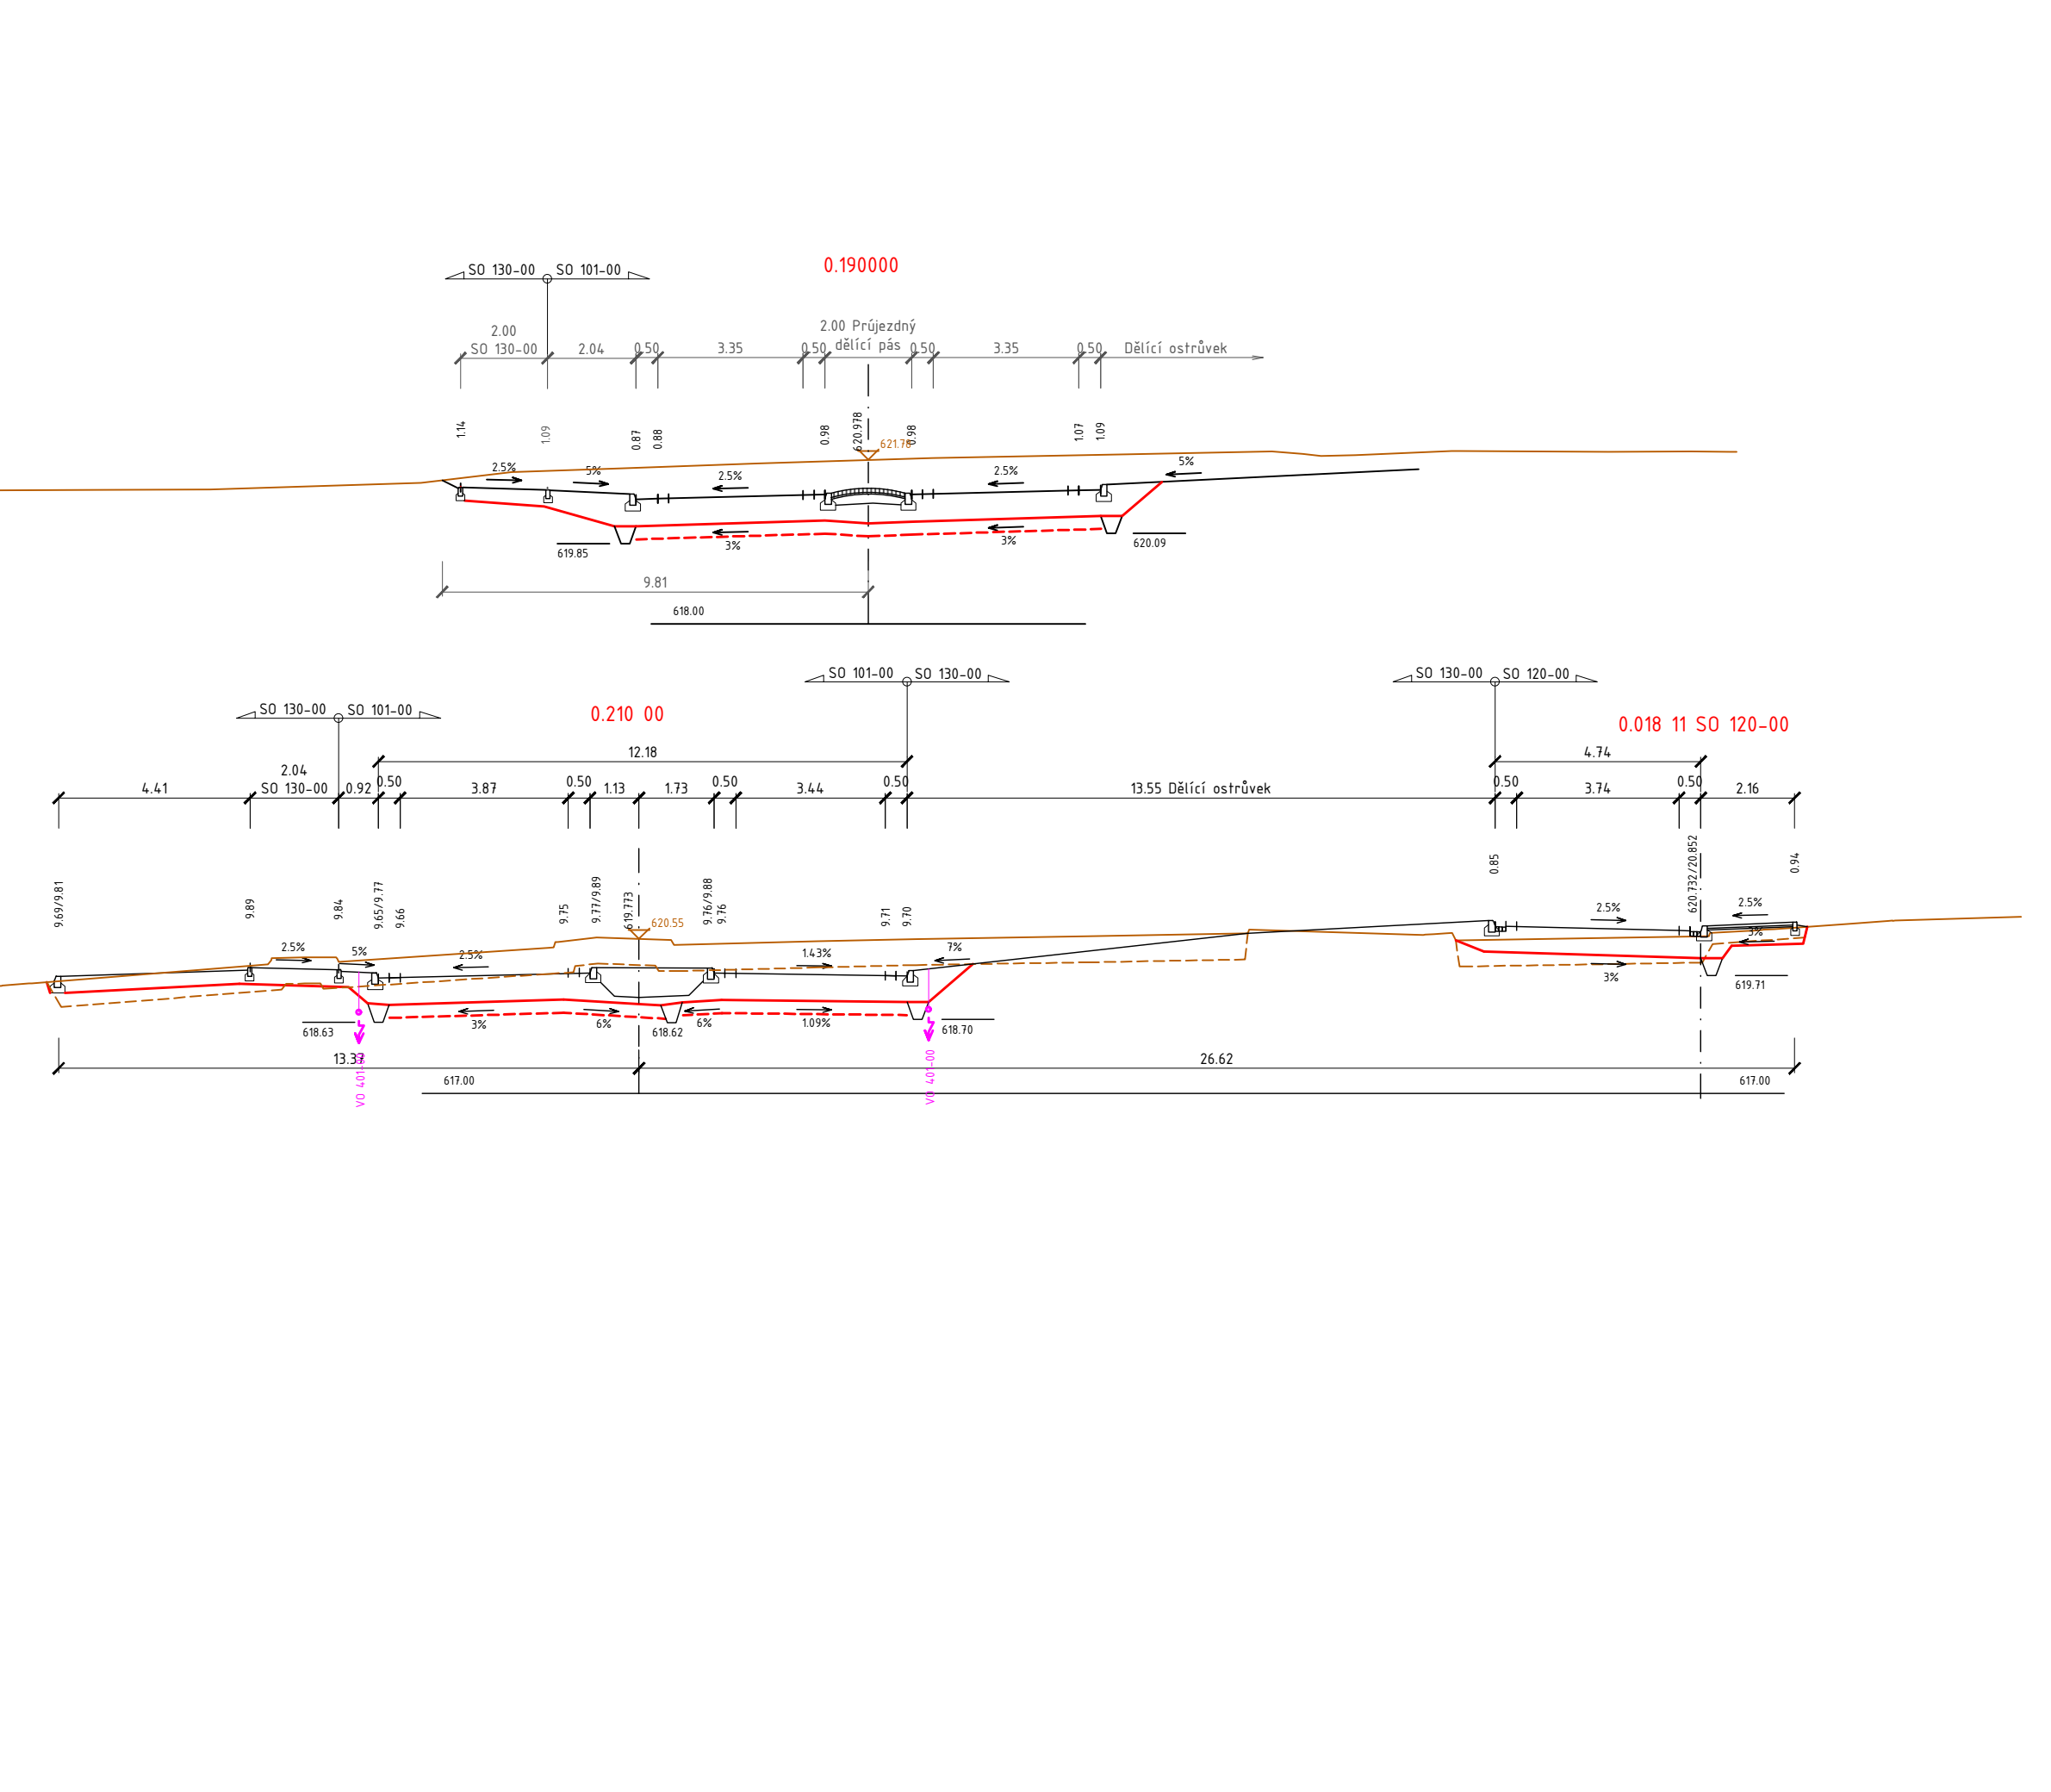 0.190000
SO 130-00 SO 101-00
2.00 Průjezdný
2.00
SO 130-00 2.04 0.50 3.35 0.50 dělící pás 0.50 3.35 0.50 Dělící ostrůvek
1.14 1.09 0.87 0.88 0.98 620.978 0.98 1.07 1.09
621.78
2.5% 5% 2.5% 2.5% 5%
619.85 3% 3% 620.09
9.81
618.00
SO 101-00 SO 130-00
SO 130-00 SO 120-00
SO 130-00 SO 101-00
0.210 00
0.018 11 SO 120-00
12.18 4.74
2.04
4.41 SO 130-00 0.92 0.50 3.87 0.50 1.13 1.73 0.50 3.44 0.50 13.55 Dělící ostrůvek 0.50 3.74 0.50 2.16
9.69/9.81 9.89 9.84 9.65/9.77 9.66 9.75 9.77/9.89 619.773 9.76/9.88 9.76 9.71 9.70 0.85 620.732/20.852 0.94
620.55
2.5% 5% 2.5% 1.43% 7% 2.5% 2.5%
3%
3%
619.71
618.63 3% 6% 618.62 6% 1.09% 618.70
13.37 26.62
VO 401-00 VO 401-00
617.00 617.00